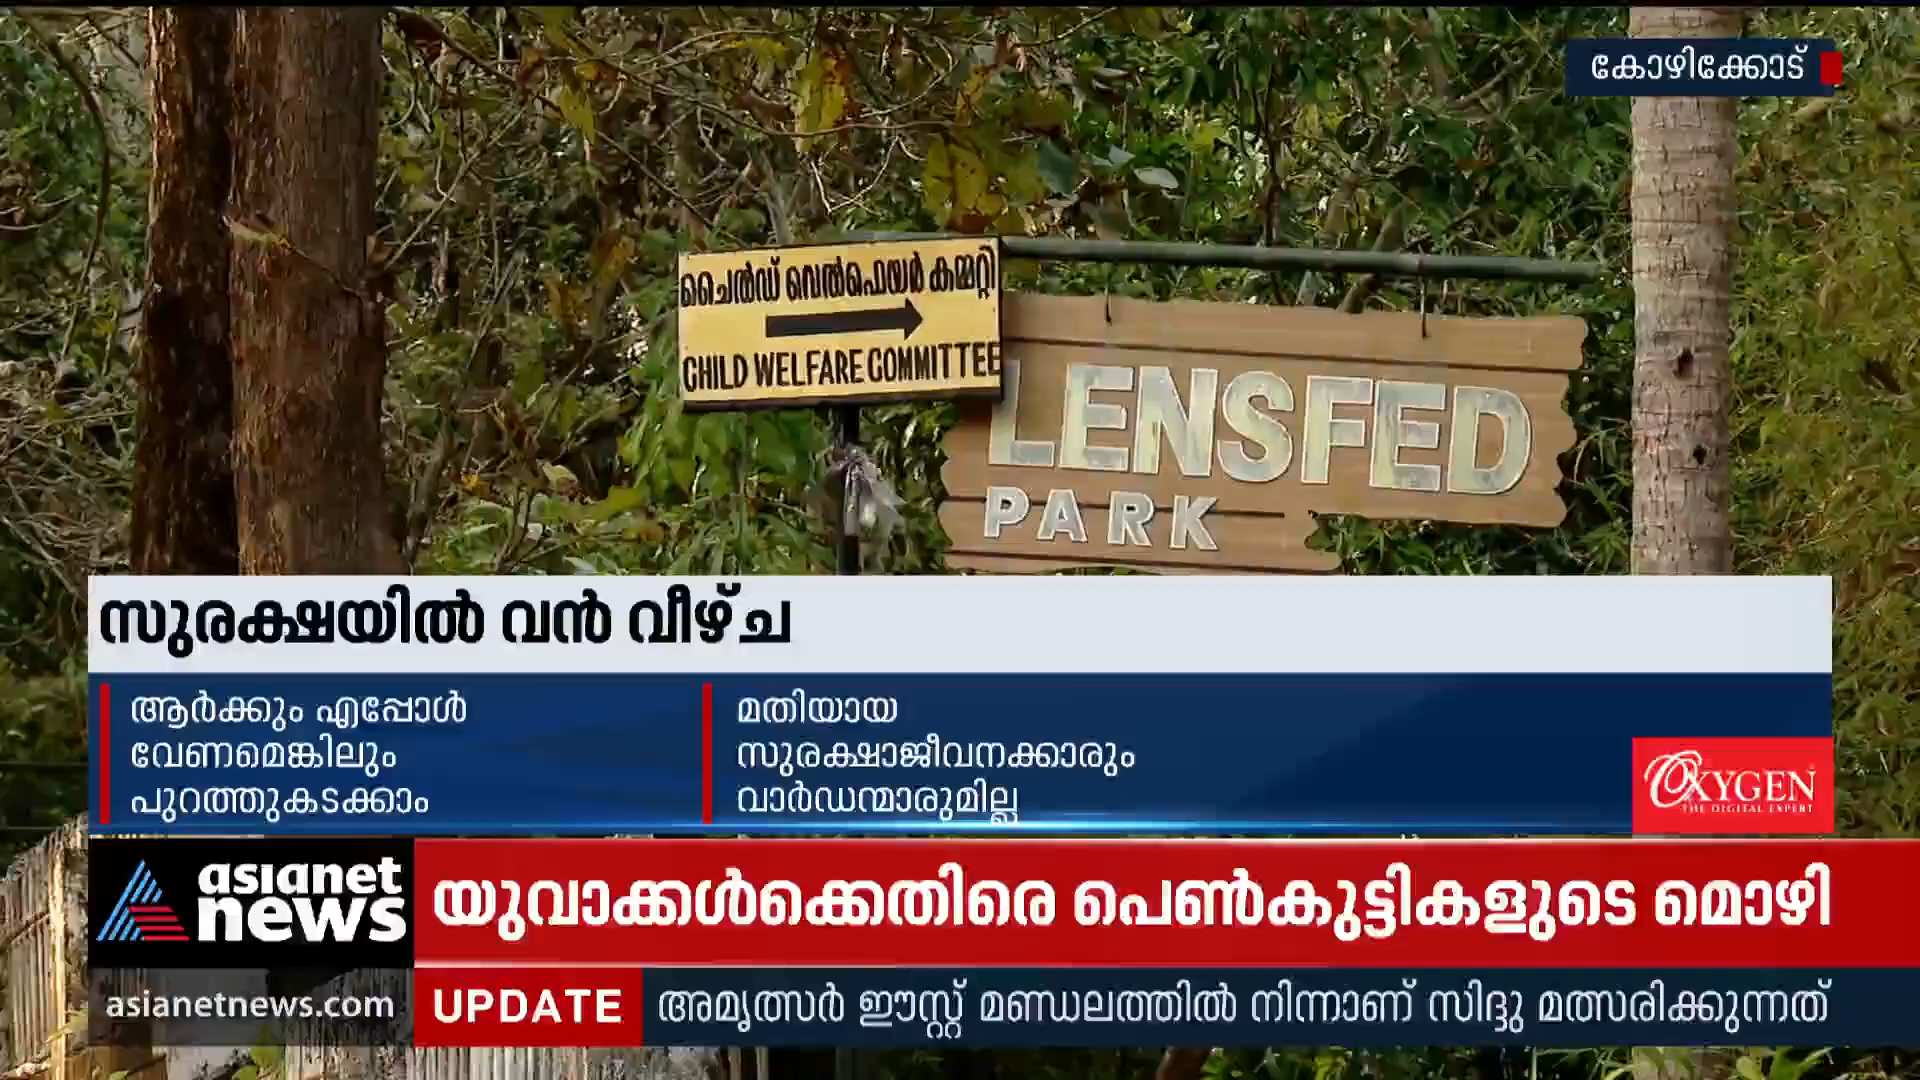 കോഴിക്കോട്
ചൈൽഡ് വെൽഫെയർ കമ്മറ്റി
CHILD WELFARE COMMITTEE
LENSFED
PARK
സുരക്ഷയിൽ വൻ വീഴ്ച
ആർക്കും എപ്പോൾ
വേണമെങ്കിലും
പുറത്തുകടക്കാം
മതിയായ
സുരക്ഷാജീവനക്കാരും
വാർഡന്മാരുമില്ല
OXYGEN
THE DIGITAL EXPERT
asianet
news
യുവാക്കൾക്കെതിരെ പെൺകുട്ടികളുടെ മൊഴി
asianetnews.com
UPDATE
അമൃത്സർ ഈസ്റ്റ് മണ്ഡലത്തിൽ നിന്നാണ് സിദ്ദു മത്സരിക്കുന്നത്